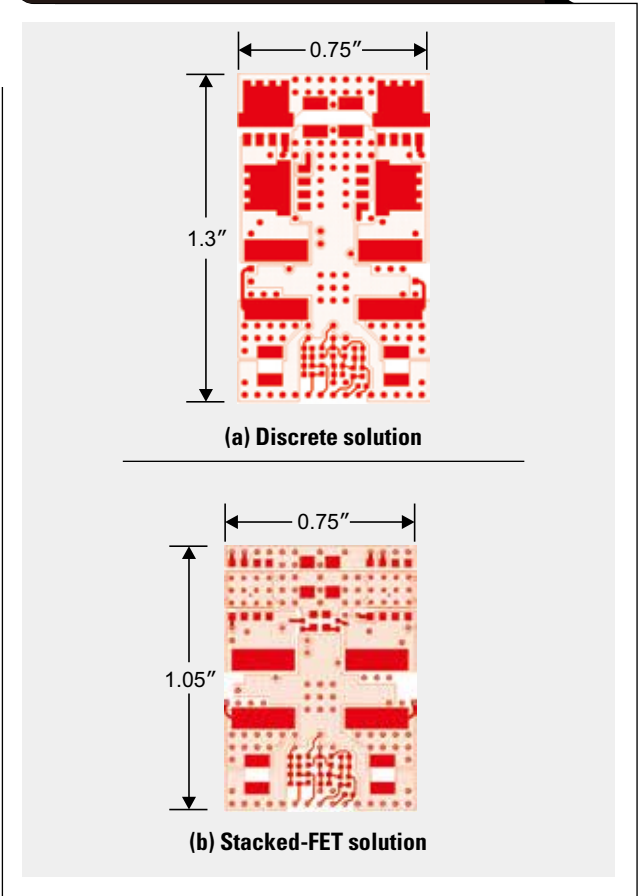 0.75″
1.3″
(a) Discrete solution
0.75″
1.05″
(b) Stacked-FET solution